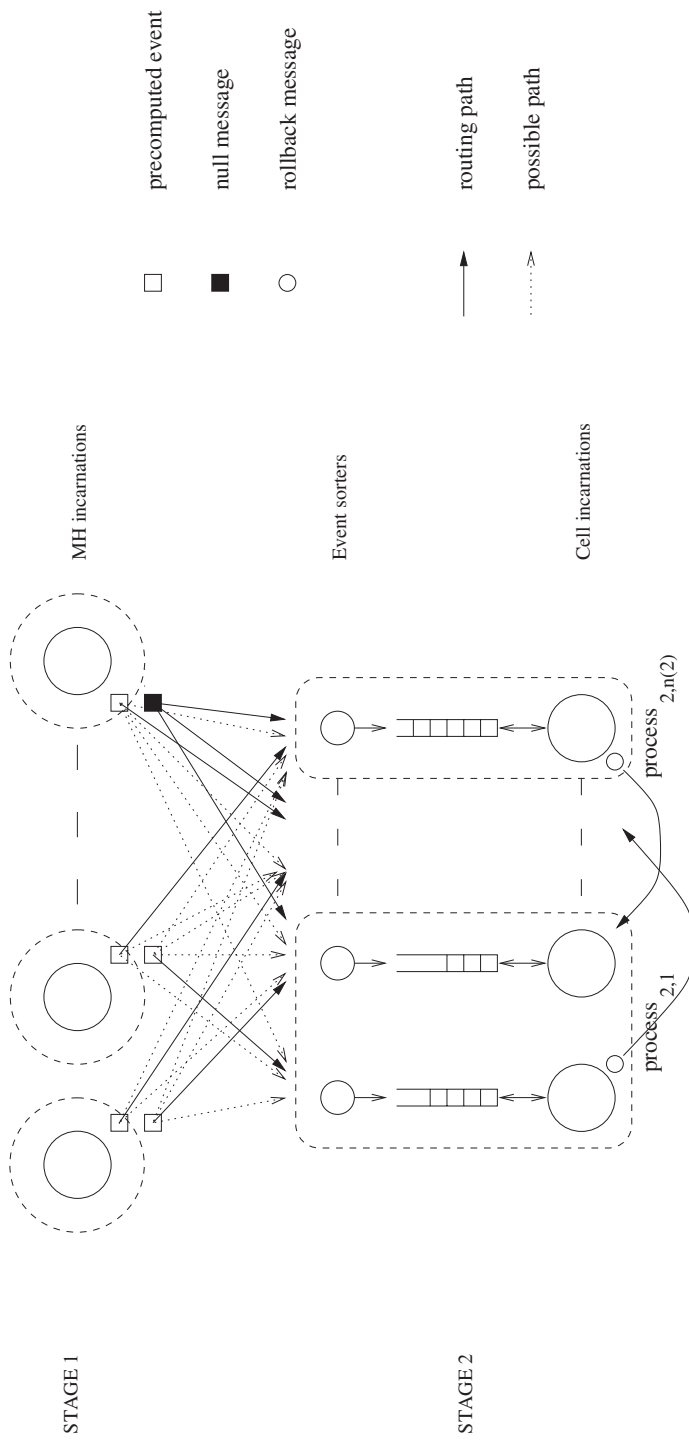 STAGE 1
MH incarnations
precomputed event
null message
rollback message
STAGE 2
Event sorters
Cell incarnations
process 2,1
process 2,n(2)
routing path
possible path